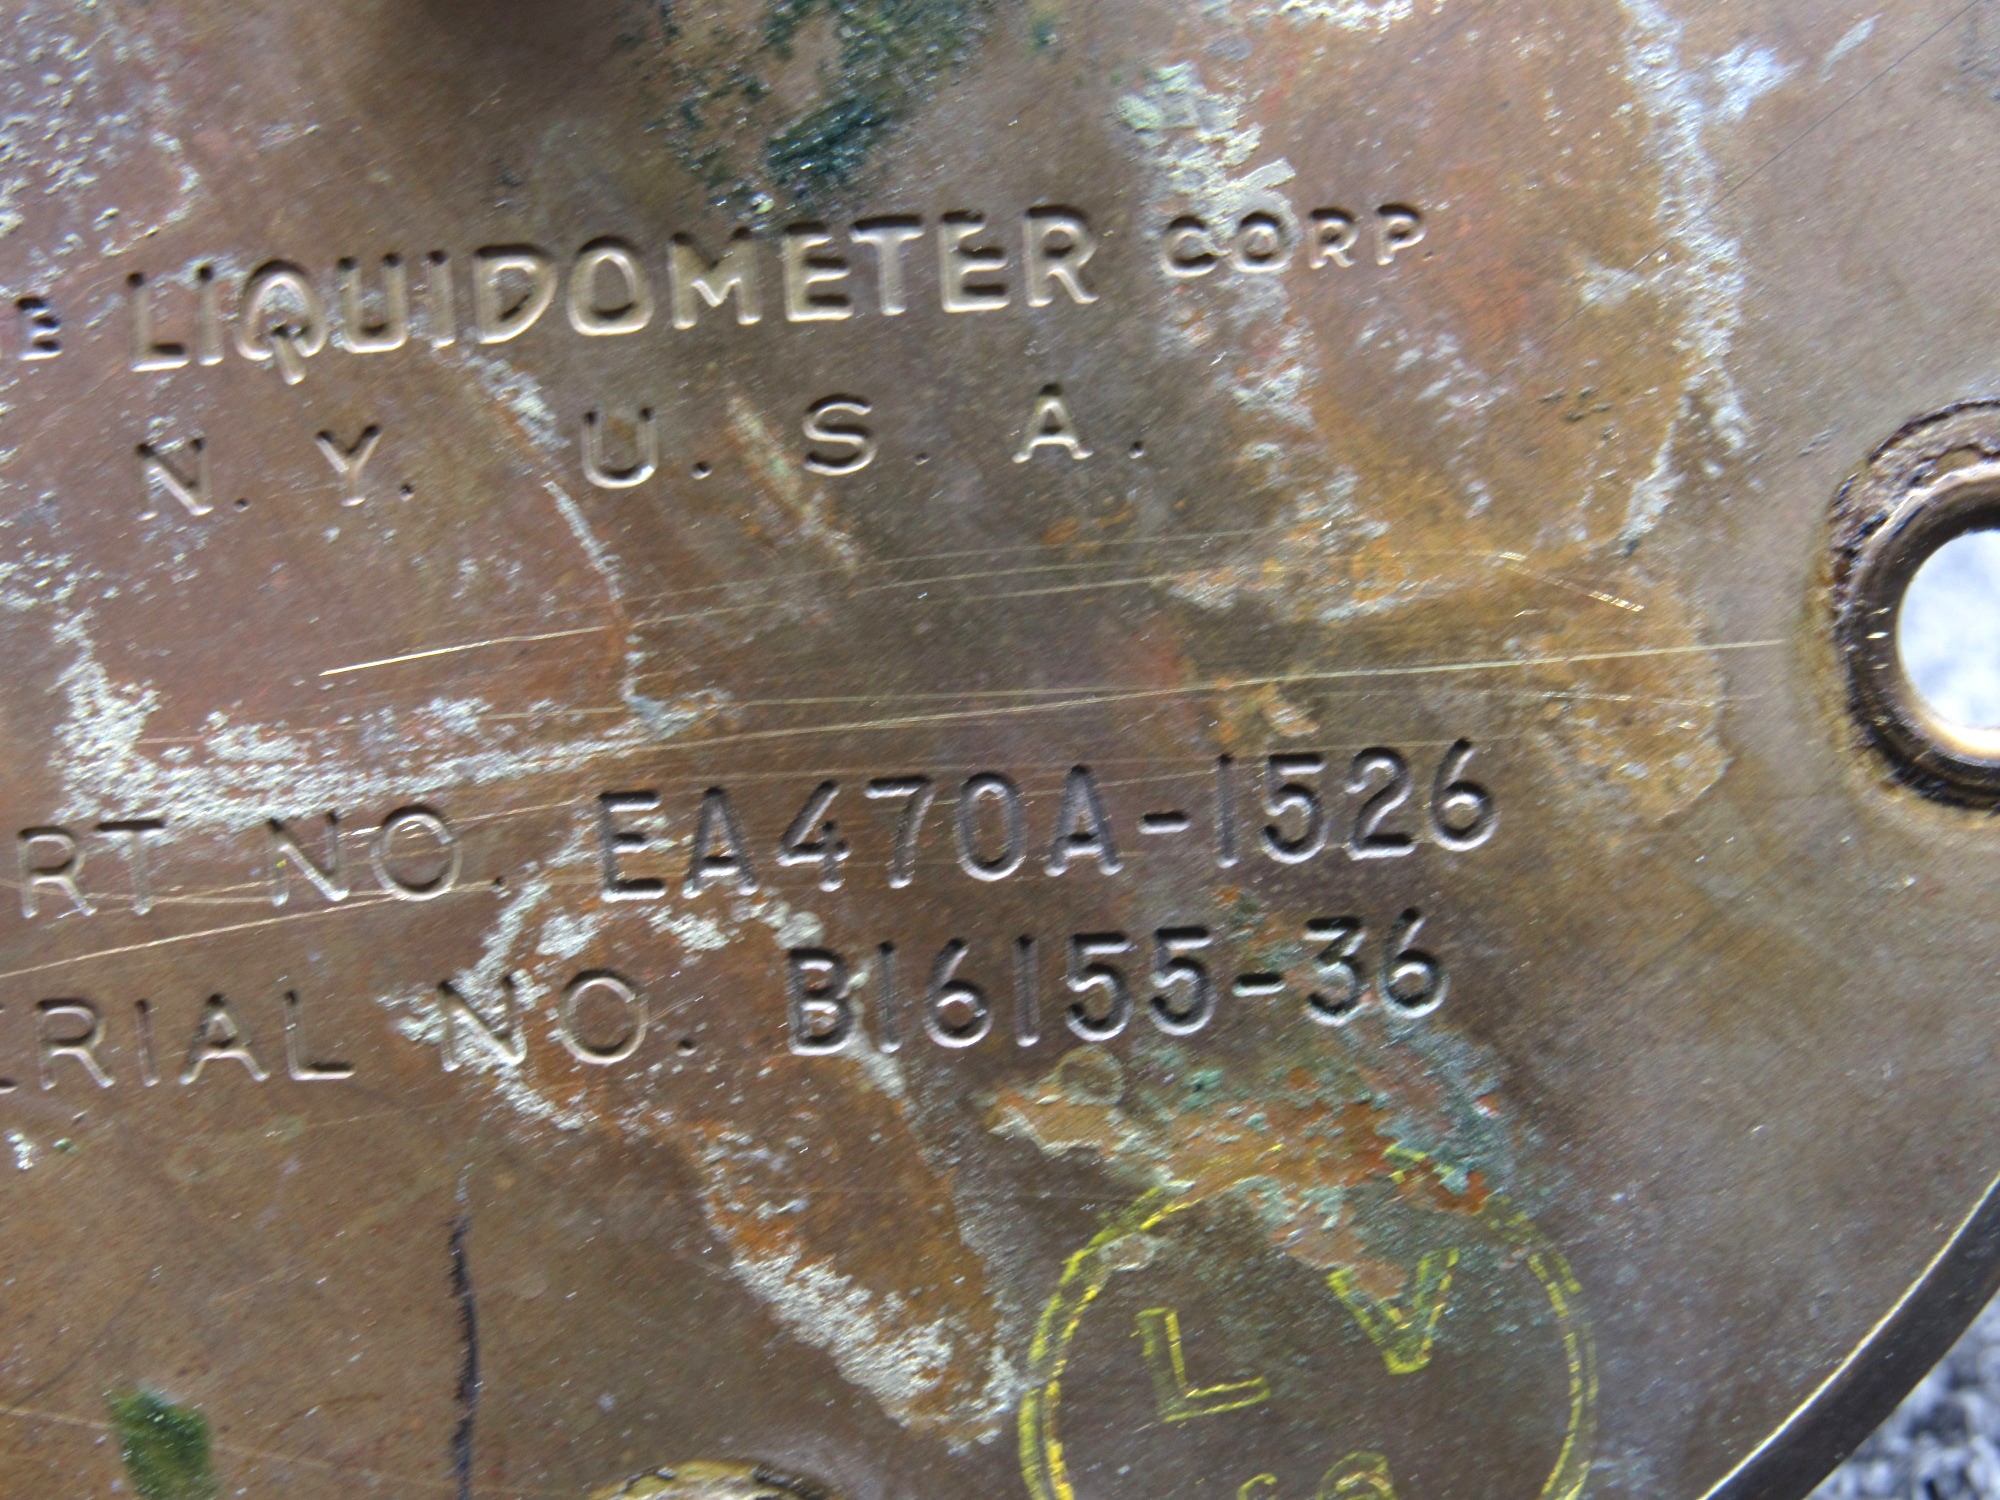 E LIQUIDOMETER CORP.
N.Y. U.S.A.
RT NO. EA470A-1526
ERIAL NO. B16155-36
L V